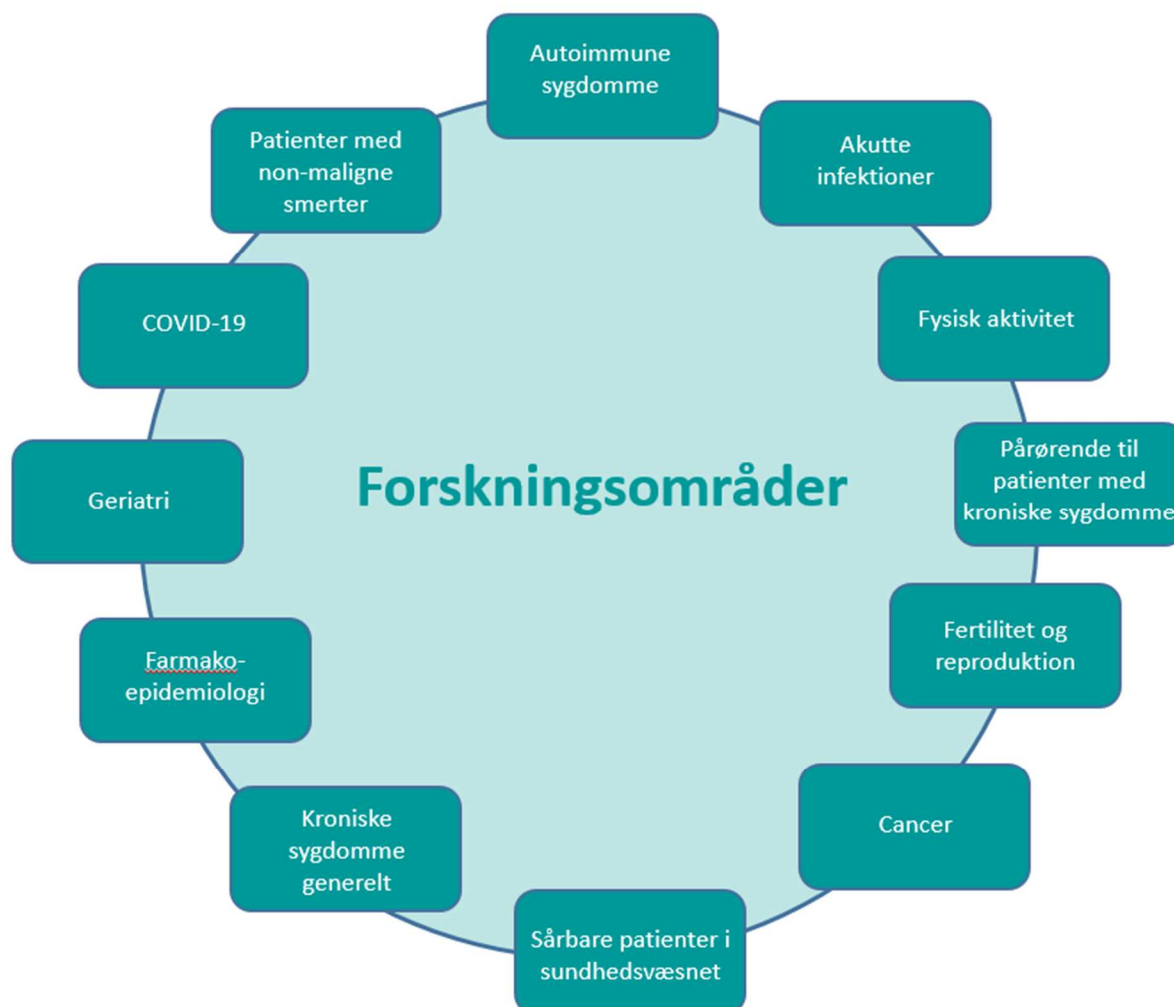 Autoimmune
sygdomme
Akutte
infektioner
Fysisk aktivitet
Pårørende til
patienter med
kroniske sygdomme
Fertilitet og
reproduktion
Cancer
Sårbare patienter i
sundhedsvæsnet
Kroniske
sygdomme
generelt
Farmako-
epidemiologi
Geriatri
COVID-19
Patienter med
non-maligne
smerter
Forskningsområder